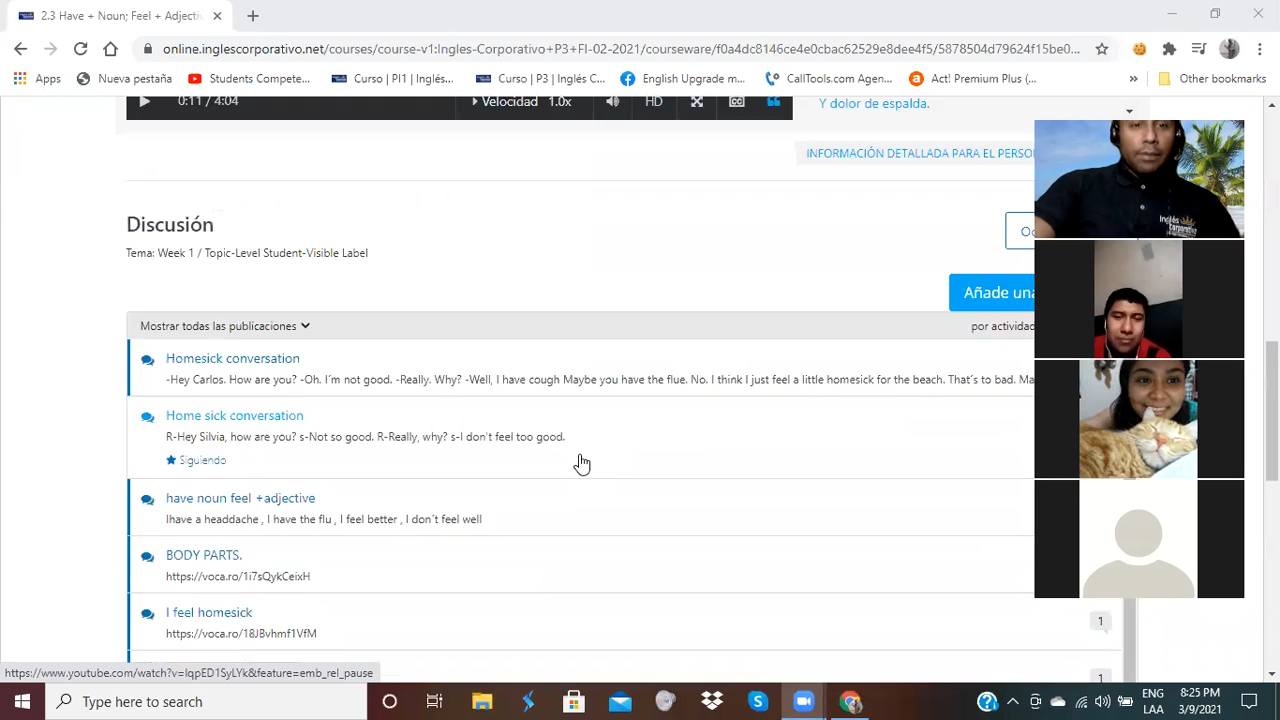 2.3 Have + Noun; Feel + Adjecti
online.inglescorporativo.net/courses/course-v1:Ingles-Corporativo+P3+FI-02-2021/courseware/f0a4dc8146ce4e0cbac62529e8dee4f5/5878504d79624f15be0...
Apps
Nueva pestaña
Students Compete...
Curso | PI1 | Inglés...
Curso | P3 | Inglés C...
English Upgrade m...
CallTools.com Agen...
Act! Premium Plus (...
»
Other bookmarks
0:11 / 4:04
Velocidad 1.0x
HD
Y dolor de espalda.
INFORMACIÓN DETALLADA PARA EL PERSO
Discusión
Oc
Tema: Week 1 / Topic-Level Student-Visible Label
Añade una
Mostrar todas las publicaciones
por actividad
Homesick conversation
-Hey Carlos. How are you? -Oh. I´m not good. -Really. Why? -Well, I have cough Maybe you have the flue. No. I think I just feel a little homesick for the beach. That´s to bad. Ma
Home sick conversation
R-Hey Silvia, how are you? s-Not so good. R-Really, why? s-I don't feel too good.
Siguiendo
have noun feel +adjective
Ihave a headdache , I have the flu , I feel better , I don´t feel well
BODY PARTS.
https://voca.ro/1i7sQykCeixH
I feel homesick
https://voca.ro/18JBvhmf1VfM
1
1
https://www.youtube.com/watch?v=IqpED1SyLYk&feature=emb_rel_pause
Inglés
Corporativo
Type here to search
ENG
LAA
8:25 PM
3/9/2021